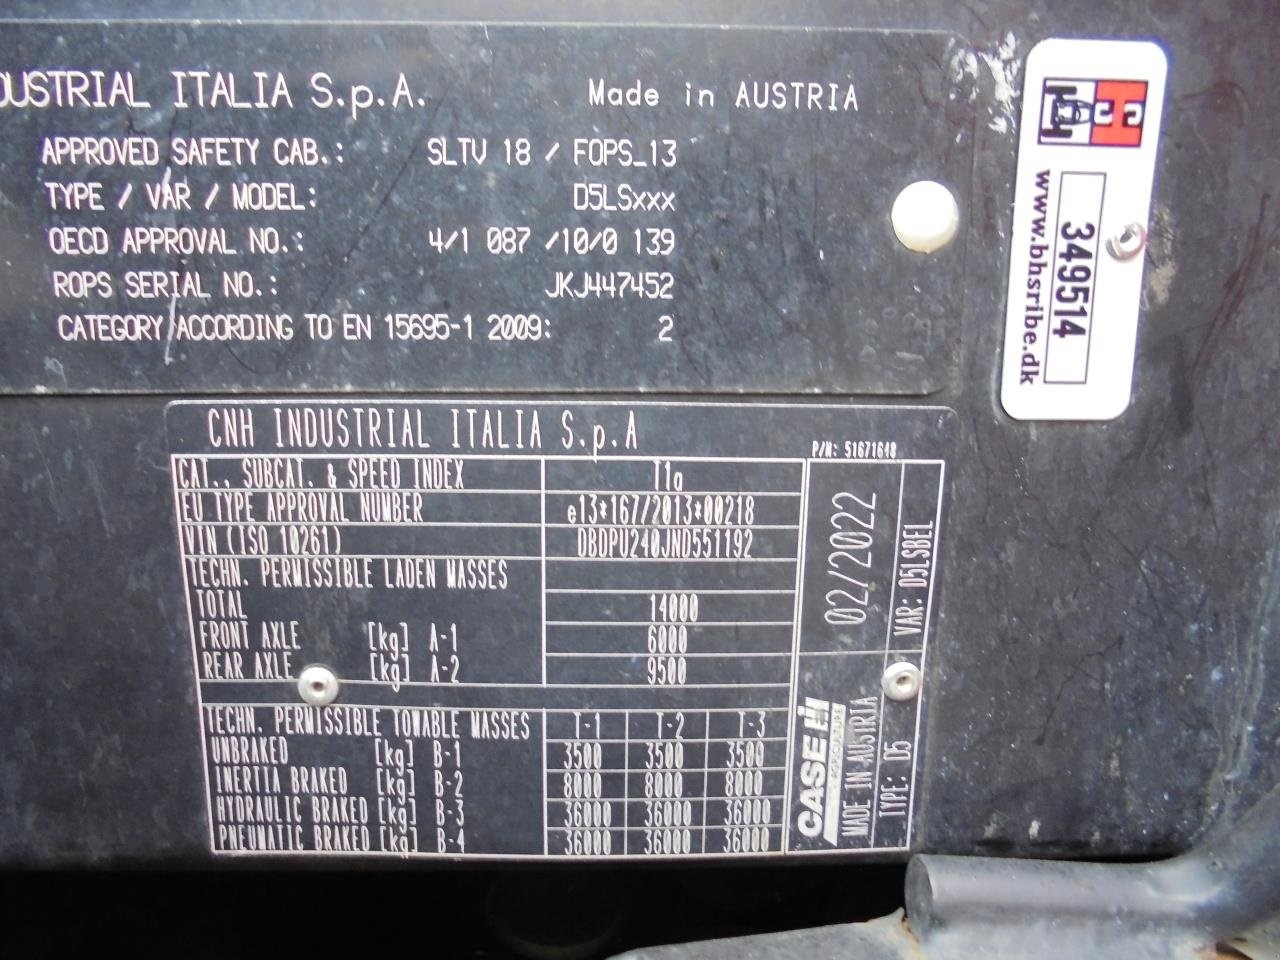 DUSTRIAL ITALIA S.p.A. Made in AUSTRIA
APPROVED SAFETY CAB.: SLTV 18 / FOPS_13
TYPE / VAR / MODEL: D5LSxxx
OECD APPROVAL NO.: 4/1 087 /10/0 139
ROPS SERIAL NO.: JKJ447452
CATEGORY ACCORDING TO EN 15695-1 2009: 2
HS
349514
www.bhsribe.dk
CNH INDUSTRIAL ITALIA S.p.A
P/N: 51671648
CAT., SUBCAT. & SPEED INDEX T1a
EU TYPE APPROVAL NUMBER e13*167/2013*00218
VIN (ISO 10261) DBDPU240JND551192
TECHN. PERMISSIBLE LADEN MASSES
TOTAL 14000
FRONT AXLE [kg] A-1 6000
REAR AXLE [kg] A-2 9500
TECHN. PERMISSIBLE TOWABLE MASSES T-1 T-2 T-3
UNBRAKED [kg] B-1 3500 3500 3500
INERTIA BRAKED [kg] B-2 8000 8000 8000
HYDRAULIC BRAKED [kg] B-3 36000 36000 36000
PNEUMATIC BRAKED [kg] B-4 36000 36000 36000
02/2022
VAR: D5LSBEL
CASE IH
AGRICULTURE
MADE IN AUSTRIA
TYPE: D5